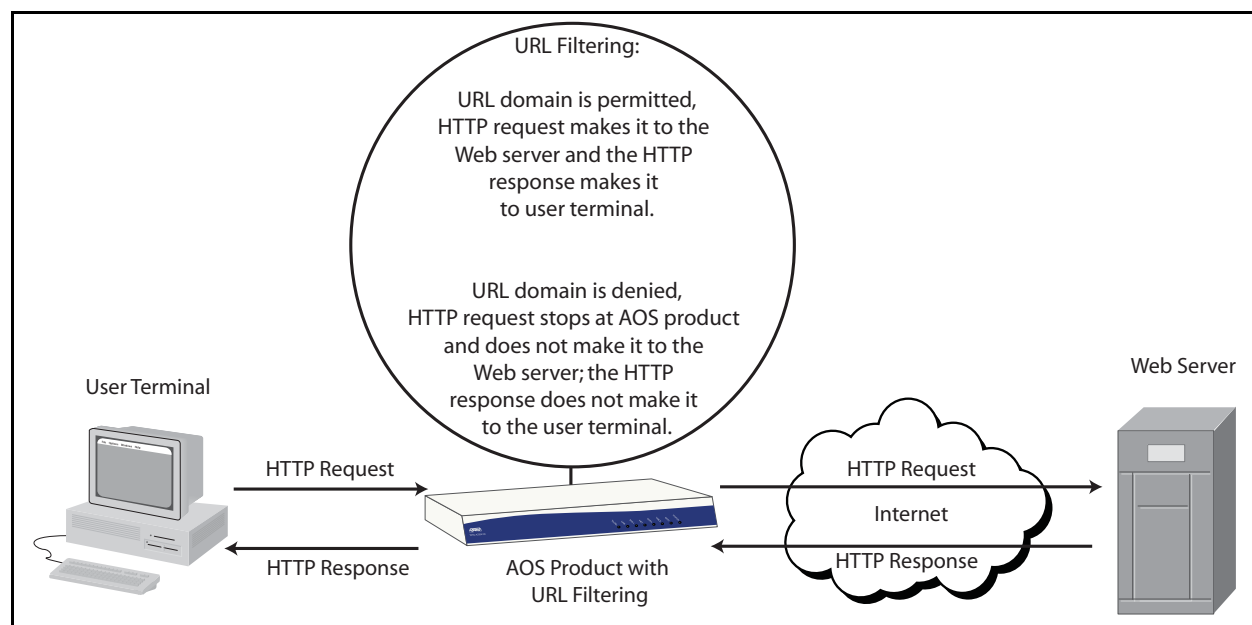 URL Filtering:
URL domain is permitted,
HTTP request makes it to the
Web server and the HTTP
response makes it
to user terminal.
URL domain is denied,
HTTP request stops at AOS product
and does not make it to the
Web server; the HTTP
response does not make it
to the user terminal.
User Terminal
Web Server
HTTP Request
HTTP Request
Internet
HTTP Response
HTTP Response
AOS Product with
URL Filtering